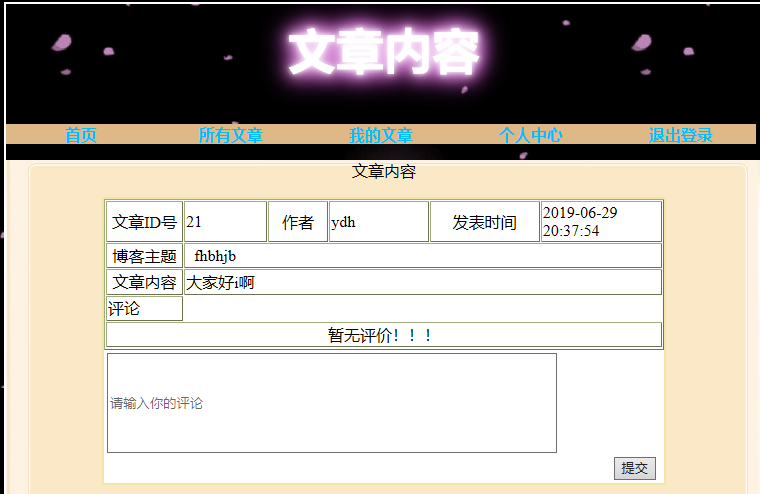 文章内容
首页 所有文章 我的文章 个人中心 退出登录
文章内容
文章ID号 21 作者 ydh 发表时间 2019-06-29
20:37:54
博客主题 fhbhjb
文章内容 大家好i啊
评论
暂无评价！！！
请输入你的评论
提交